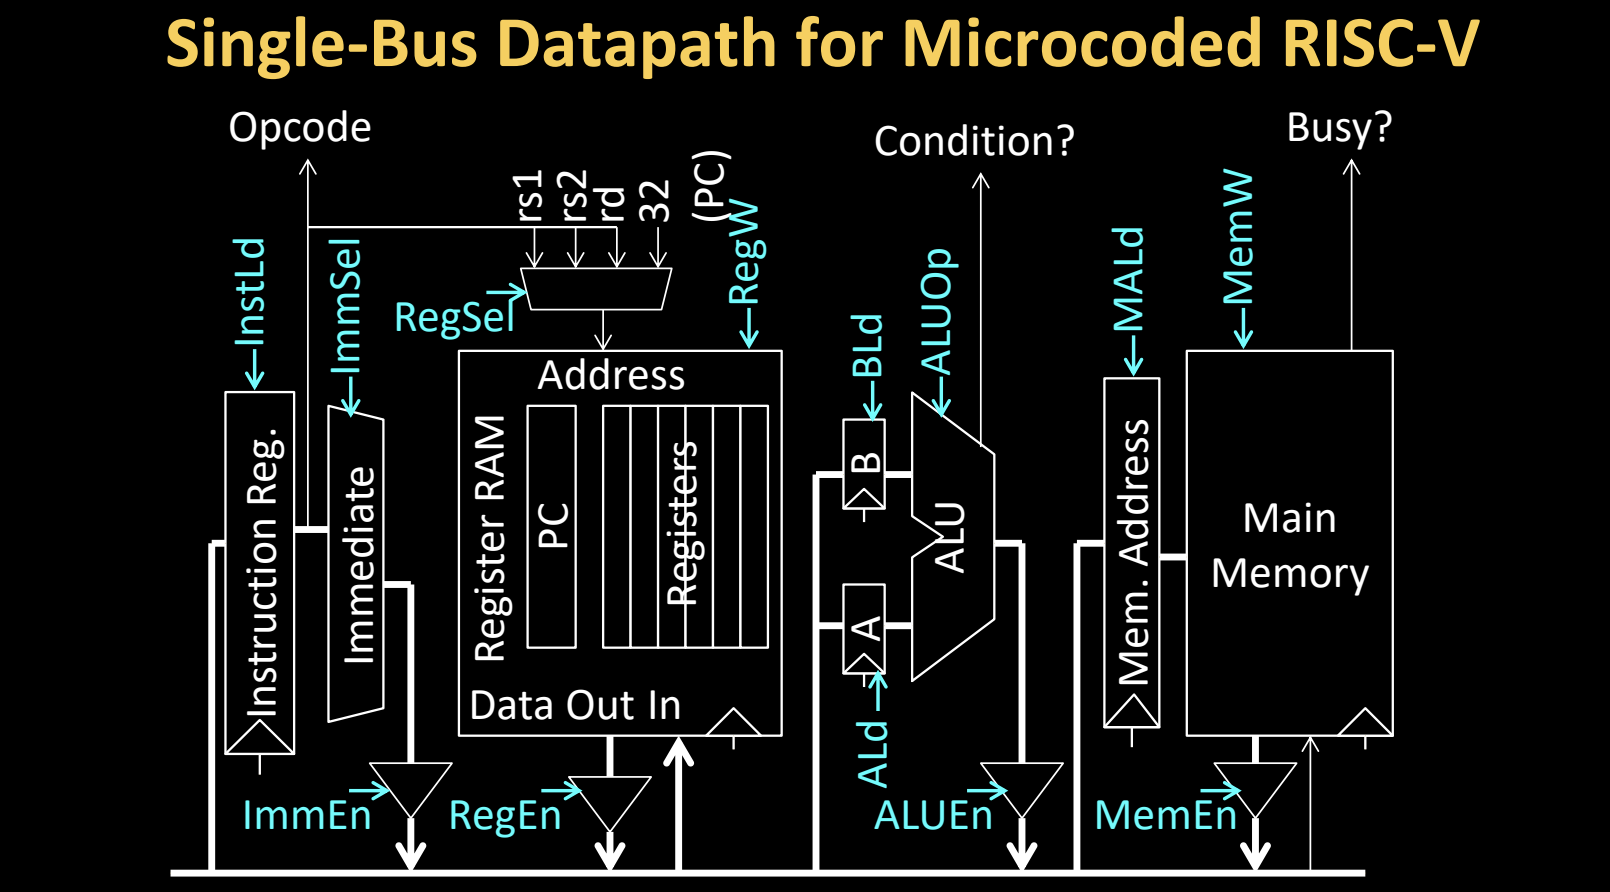 Single-Bus Datapath for Microcoded RISC-V
Opcode
Condition?
Busy?
rs1
rs2
rd
32
(PC)
RegW
InstLd
ImmSel
RegSel
BLd
ALUOp
MALd
MemW
Address
Instruction Reg.
Immediate
Register RAM
PC
Registers
B
A
ALU
Mem. Address
Main
Memory
Data Out In
ALd
ImmEn
RegEn
ALUEn
MemEn